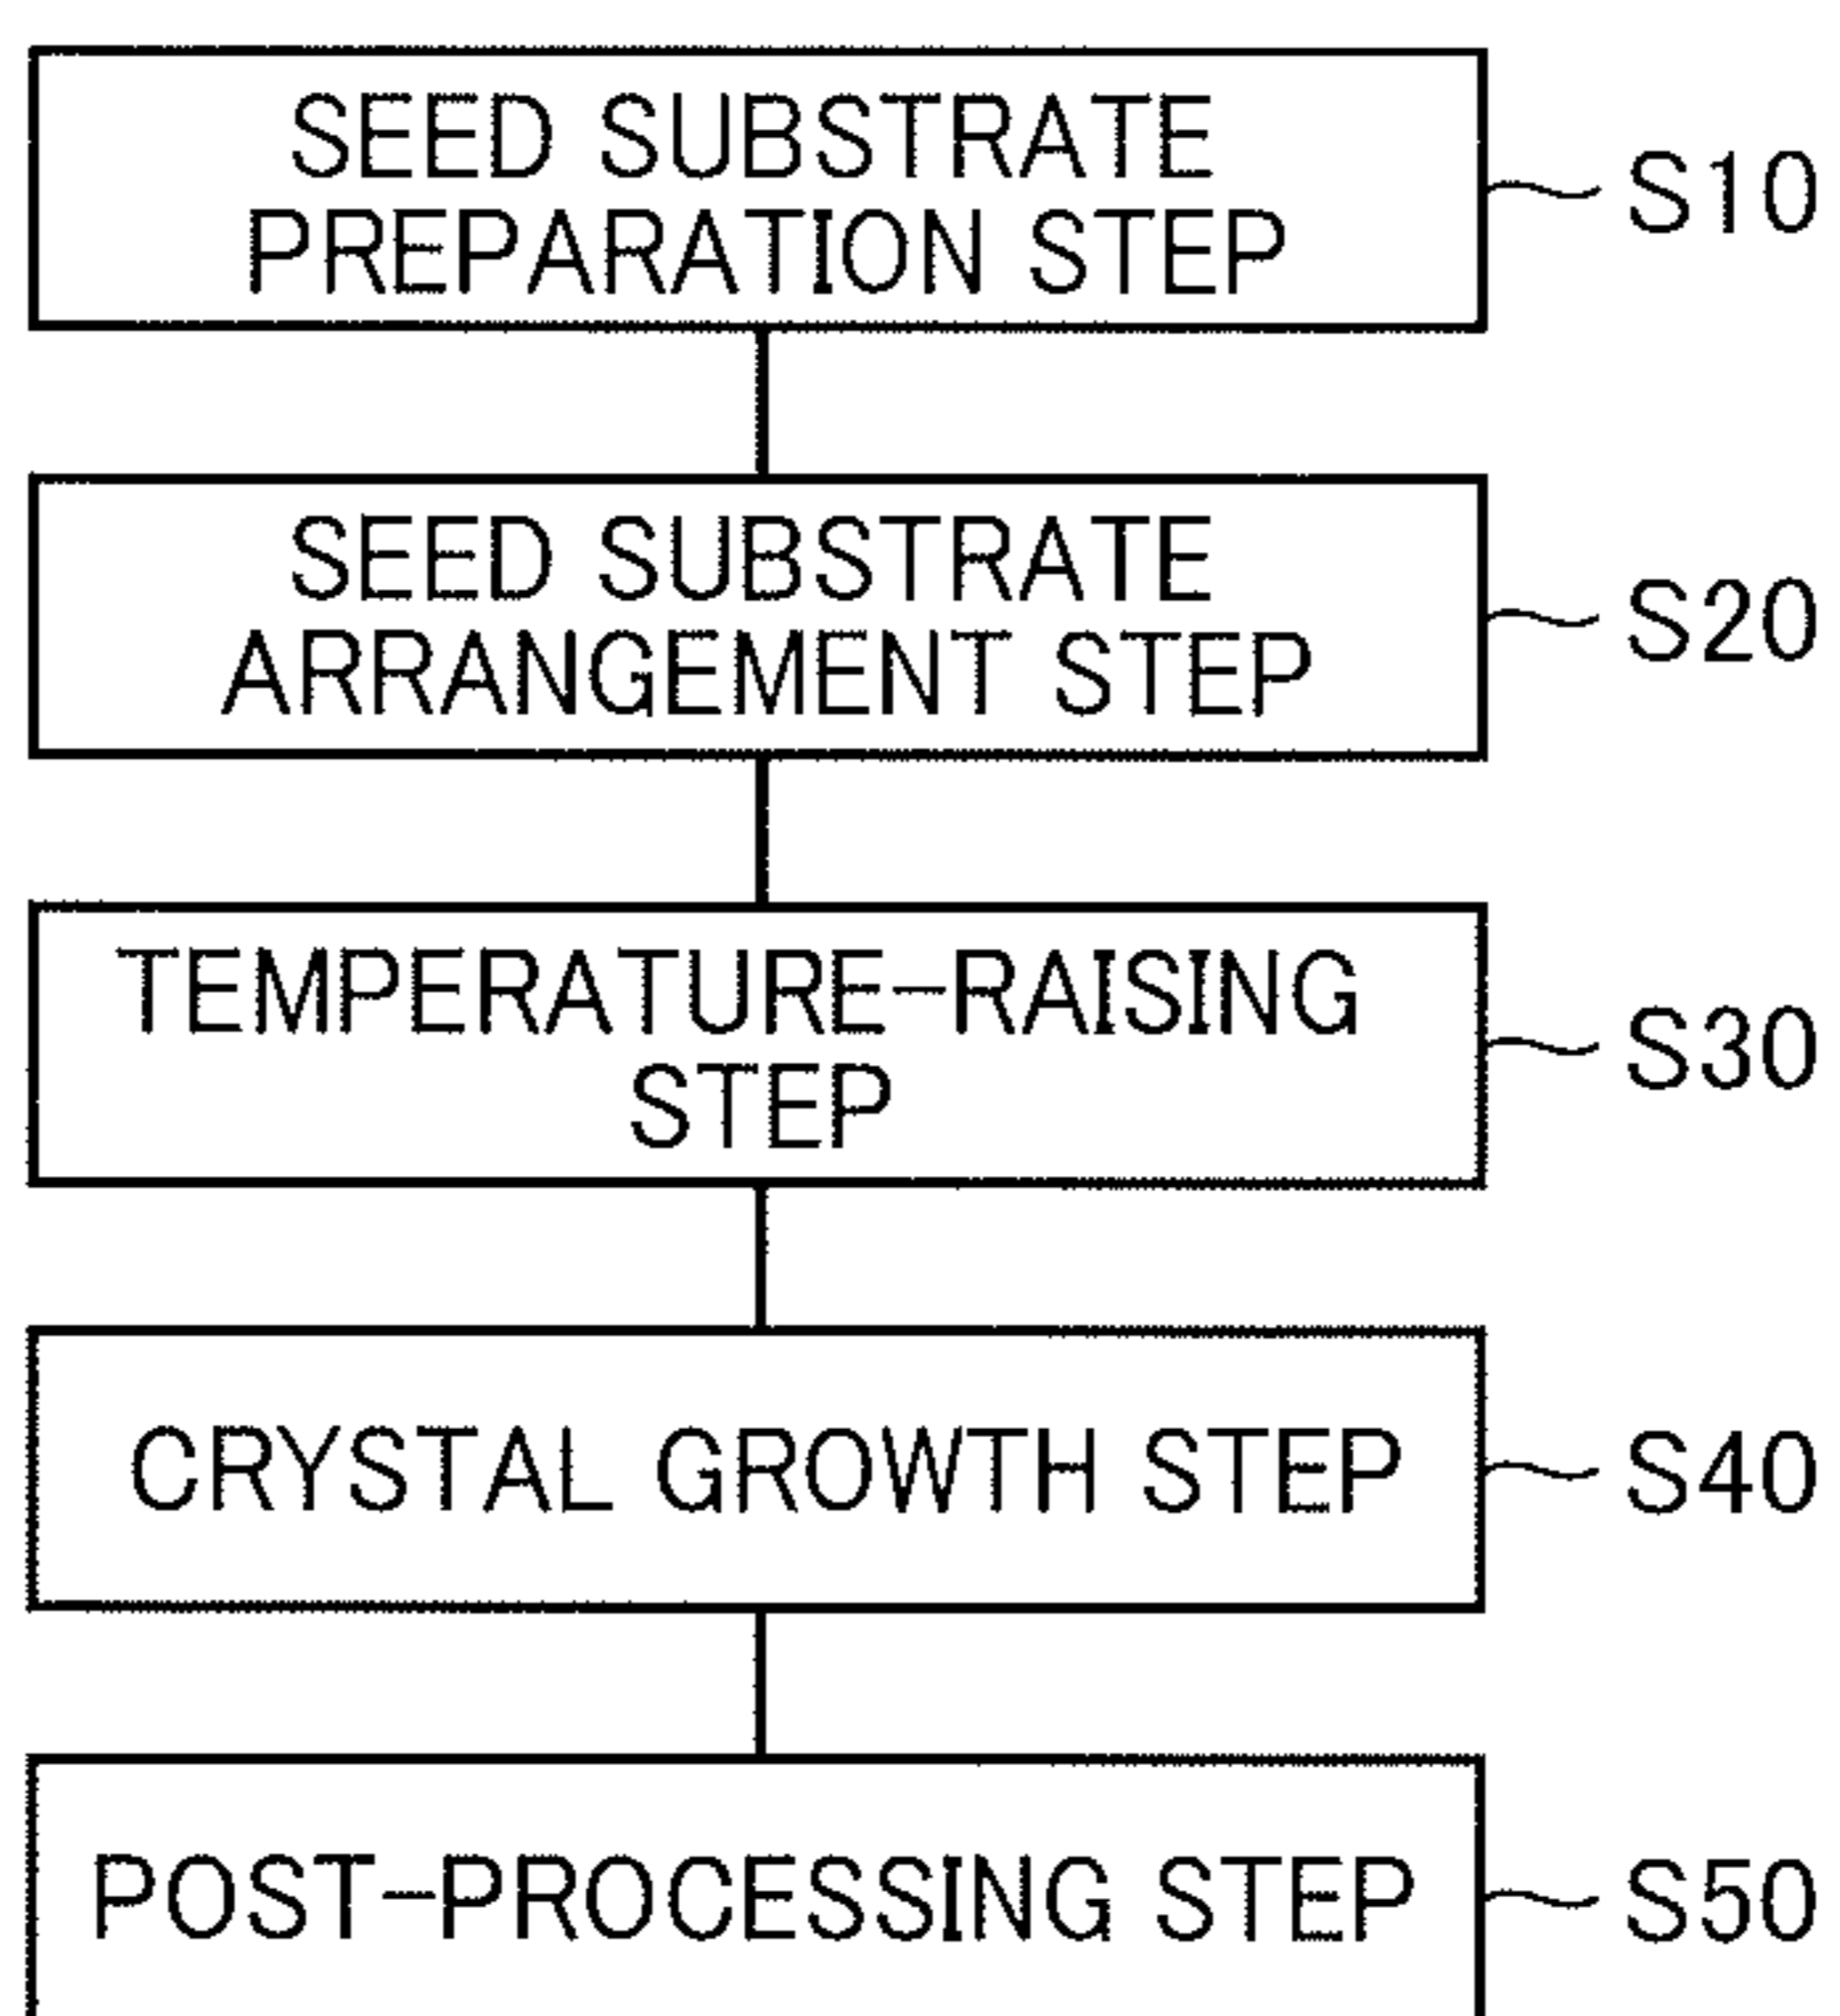 SEED SUBSTRATE
PREPARATION STEP
S10
SEED SUBSTRATE
ARRANGEMENT STEP
S20
TEMPERATURE-RAISING
STEP
S30
CRYSTAL GROWTH STEP
S40
POST-PROCESSING STEP
S50